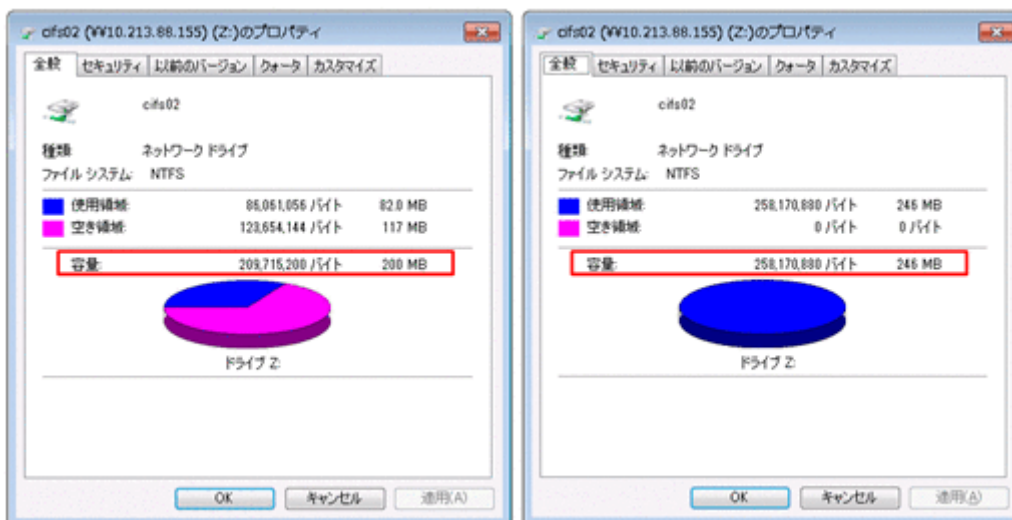 cifs02 (¥¥10.213.88.155) (Z:)のプロパティ
全般 セキュリティ 以前のバージョン クォータ カスタマイズ
cifs02
種類: ネットワーク ドライブ
ファイル システム: NTFS
使用領域: 86,061,056 バイト 82.0 MB
空き領域: 123,654,144 バイト 117 MB
容量: 209,715,200 バイト 200 MB
ドライブ Z:
OK キャンセル 適用(A)
cifs02 (¥¥10.213.88.155) (Z:)のプロパティ
全般 セキュリティ 以前のバージョン クォータ カスタマイズ
cifs02
種類: ネットワーク ドライブ
ファイル システム: NTFS
使用領域: 258,170,880 バイト 246 MB
空き領域: 0 バイト 0 バイト
容量: 258,170,880 バイト 246 MB
ドライブ Z:
OK キャンセル 適用(A)